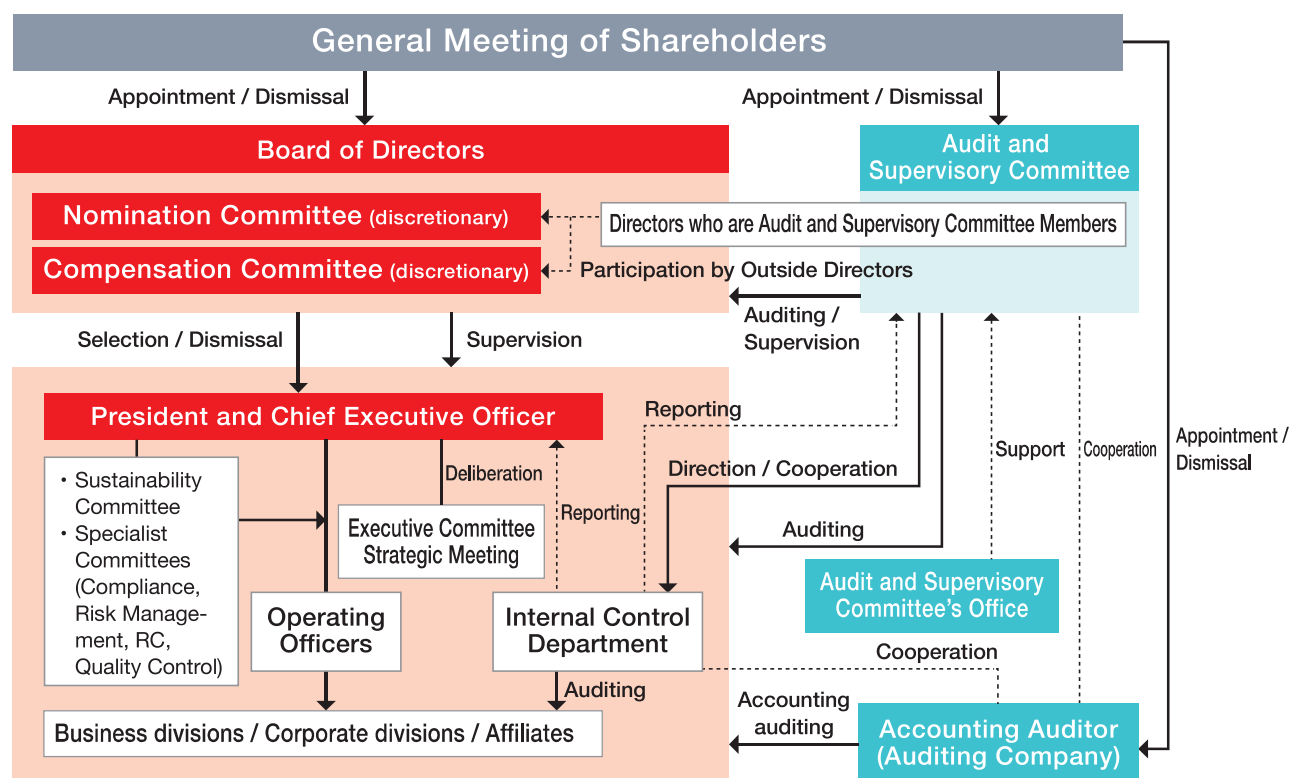 General Meeting of Shareholders
Appointment / Dismissal
Appointment / Dismissal
Board of Directors
Audit and
Supervisory Committee
Nomination Committee (discretionary)
Directors who are Audit and Supervisory Committee Members
Compensation Committee (discretionary)
Participation by Outside Directors
Auditing /
Supervision
Selection / Dismissal
Supervision
President and Chief Executive Officer
Reporting
Appointment /
Dismissal
Support
Cooperation
Direction / Cooperation
Deliberation
・Sustainability
Committee
・Specialist
Committees
(Compliance,
Risk Manage-
ment, RC,
Quality Control)
Executive Committee
Strategic Meeting
Reporting
Auditing
Audit and Supervisory
Committee's Office
Operating
Officers
Internal Control
Department
Cooperation
Auditing
Accounting
auditing
Business divisions / Corporate divisions / Affiliates
Accounting Auditor
(Auditing Company)